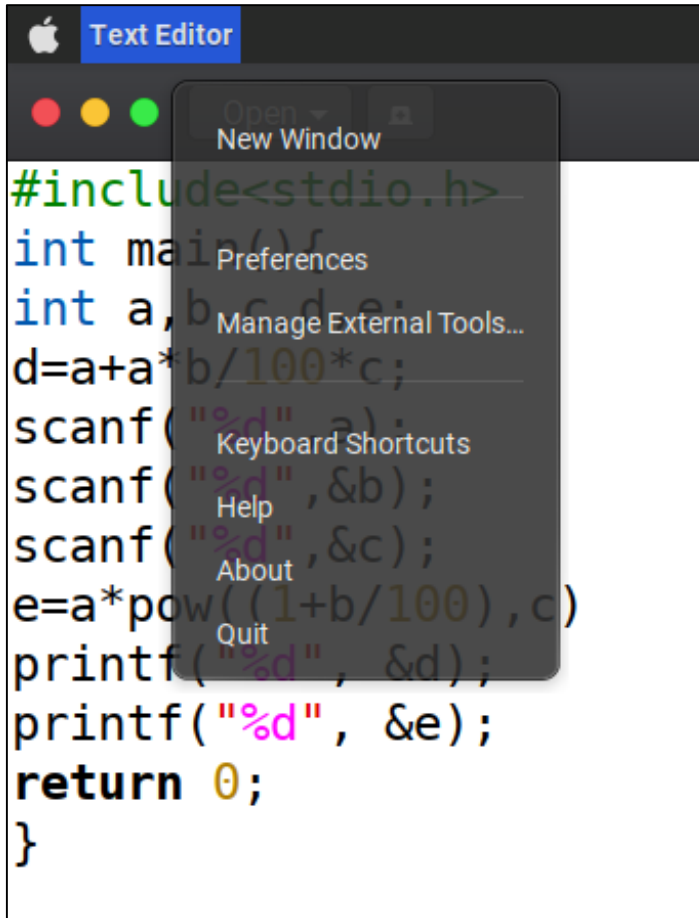 Text Editor
Open
New Window
Preferences
Manage External Tools...
Keyboard Shortcuts
Help
About
Quit
#include<stdio.h>
int main(){
int a,b,c,d,e;
d=a+a*b/100*c;
scanf("%d",a);
scanf("%d",&b);
scanf("%d",&c);
e=a*pow((1+b/100),c)
printf("%d", &d);
printf("%d", &e);
return 0;
}